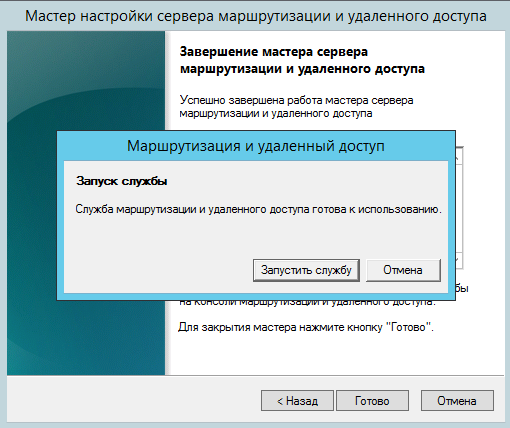 Мастер настройки сервера маршрутизации и удаленного доступа
Завершение мастера сервера
маршрутизации и удаленного доступа
Успешно завершена работа мастера сервера
маршрутизации и удаленного доступа
Маршрутизация и удаленный доступ
Запуск службы
Служба маршрутизации и удаленного доступа готова к использованию.
Запустить службу
Отмена
на консоли маршрутизации и удаленного доступа.
Для закрытия мастера нажмите кнопку "Готово".
< Назад
Готово
Отмена